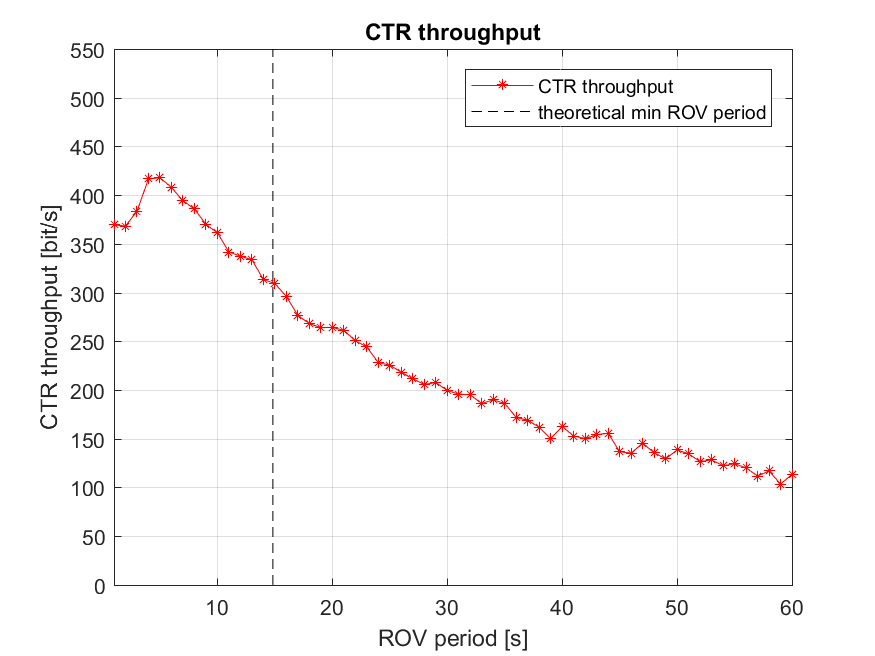 CTR throughput
550
500
450
400
350
300
250
200
150
100
50
0
CTR throughput [bit/s]
CTR throughput
theoretical min ROV period
10 20 30 40 50 60
ROV period [s]